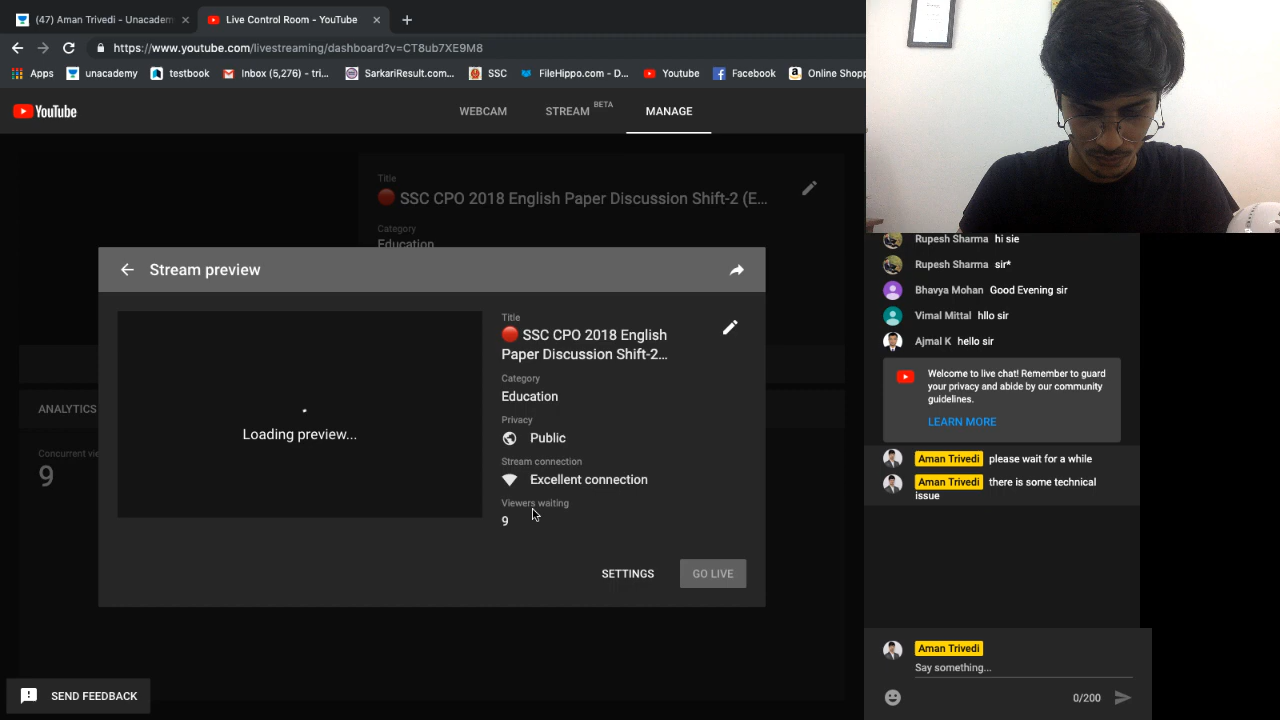 (47) Aman Trivedi - Unacadem
Live Control Room - YouTube
https://www.youtube.com/livestreaming/dashboard?v=CT8ub7XE9M8
Apps
unacademy
testbook
Inbox (5,276) - tri...
SarkariResult.com...
SSC
FileHippo.com - D...
Youtube
Facebook
Online Shopp
YouTube
WEBCAM
STREAM BETA
MANAGE
Title
SSC CPO 2018 English Paper Discussion Shift-2 (E...
Category
Education
ANALYTICS
Concurrent vie
9
Stream preview
Loading preview...
Title
SSC CPO 2018 English
Paper Discussion Shift-2...
Category
Education
Privacy
Public
Stream connection
Excellent connection
Viewers waiting
9
SETTINGS
GO LIVE
SEND FEEDBACK
Rupesh Sharma hi sie
Rupesh Sharma sir*
Bhavya Mohan Good Evening sir
Vimal Mittal hllo sir
Ajmal K hello sir
Welcome to live chat! Remember to guard
your privacy and abide by our community
guidelines.
LEARN MORE
Aman Trivedi please wait for a while
Aman Trivedi there is some technical
issue
Aman Trivedi
Say something...
0/200